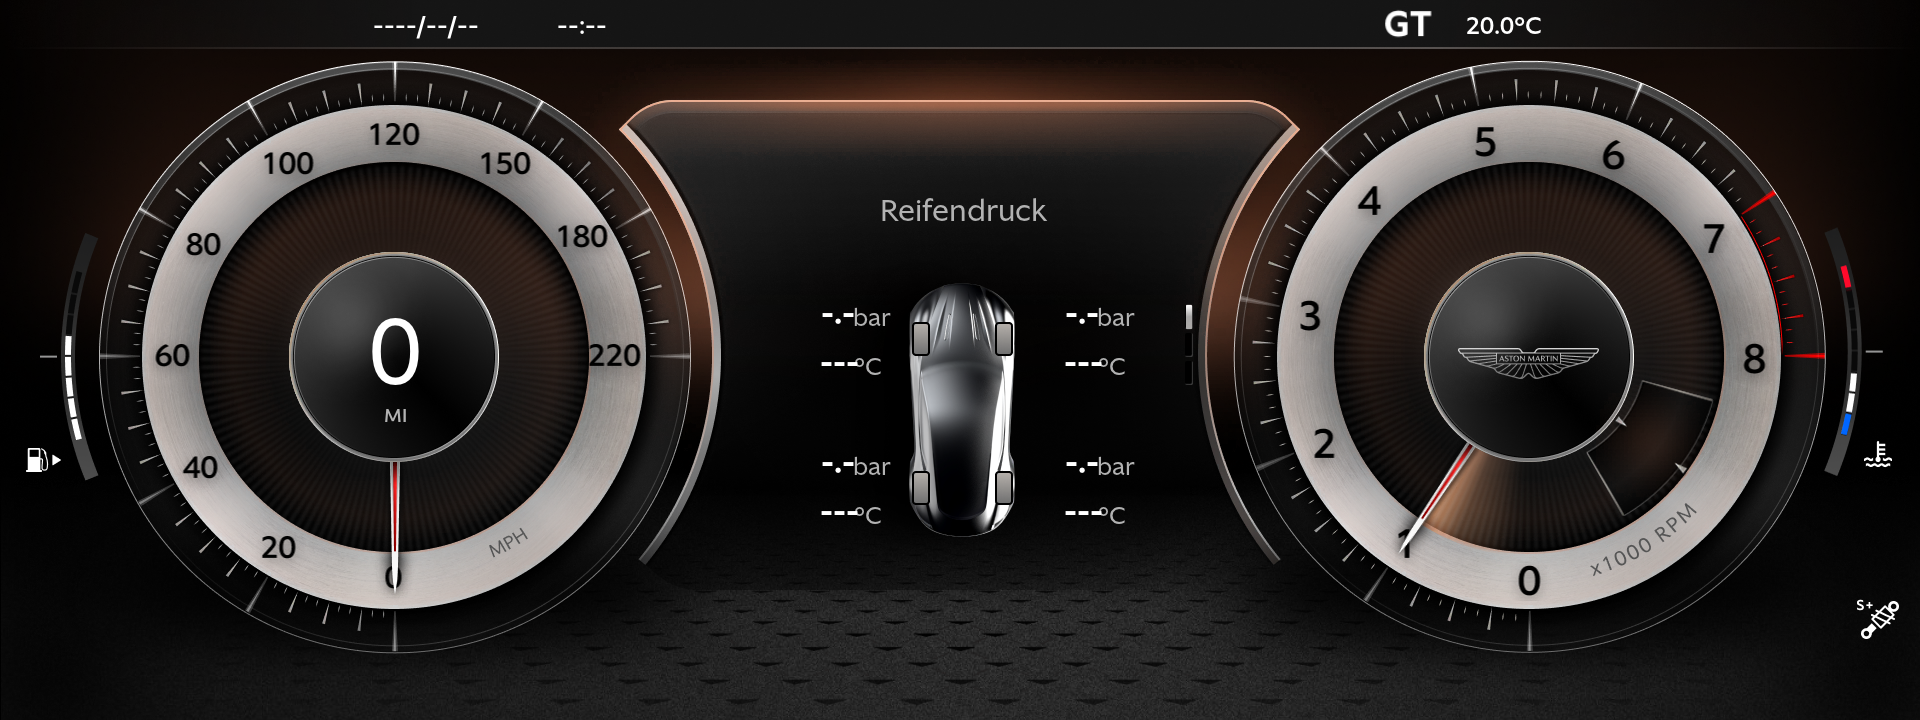 ----/--/-- --:-- GT 20.0°C
120
100 150
80 180
60 220
40
20
0
MPH
0
MI
Reifendruck
-.-bar -.-bar
---°C ---°C
-.-bar -.-bar
---°C ---°C
5 6
4 7
3 8
2
1
0
x1000 RPM
ASTON MARTIN
S+